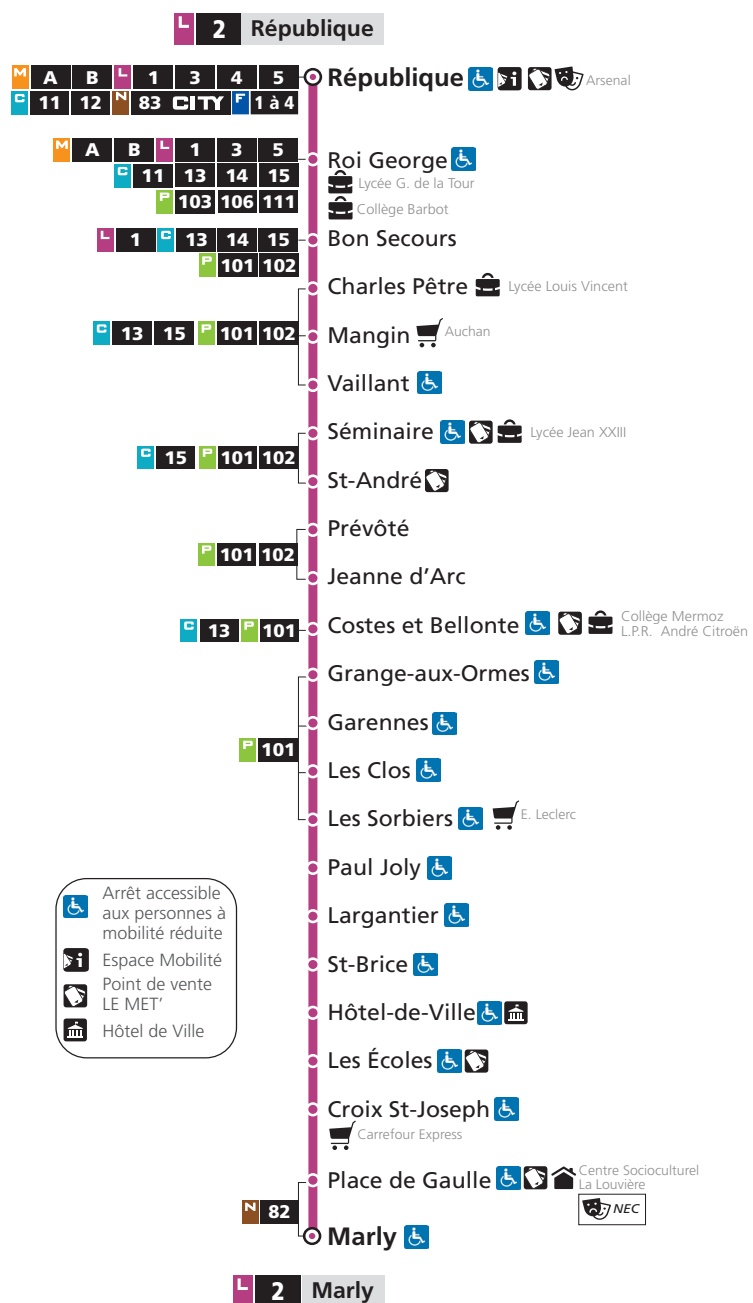 L 2 République
M A B L 1 3 4 5 République Arsenal
C 11 12 N 83 CITY F 1 à 4
M A B L 1 3 5 Roi George
C 11 13 14 15 Lycée G. de la Tour
P 103 106 111 Collège Barbot
L 1 C 13 14 15 Bon Secours
P 101 102
Charles Pêtre Lycée Louis Vincent
C 13 15 P 101 102 Mangin Auchan
Vaillant
Séminaire Lycée Jean XXIII
C 15 P 101 102
St-André
Prévôté
P 101 102
Jeanne d'Arc
C 13 P 101 Costes et Bellonte Collège Mermoz
L.P.R. André Citroën
Grange-aux-Ormes
Garennes
P 101
Les Clos
Les Sorbiers E. Leclerc
Paul Joly
Largantier
St-Brice
Hôtel-de-Ville
Les Écoles
Croix St-Joseph
Carrefour Express
Place de Gaulle Centre Socioculturel
La Louvière
N 82 NEC
Marly
L 2 Marly
Arrêt accessible
aux personnes à
mobilité réduite
Espace Mobilité
Point de vente
LE MET'
Hôtel de Ville